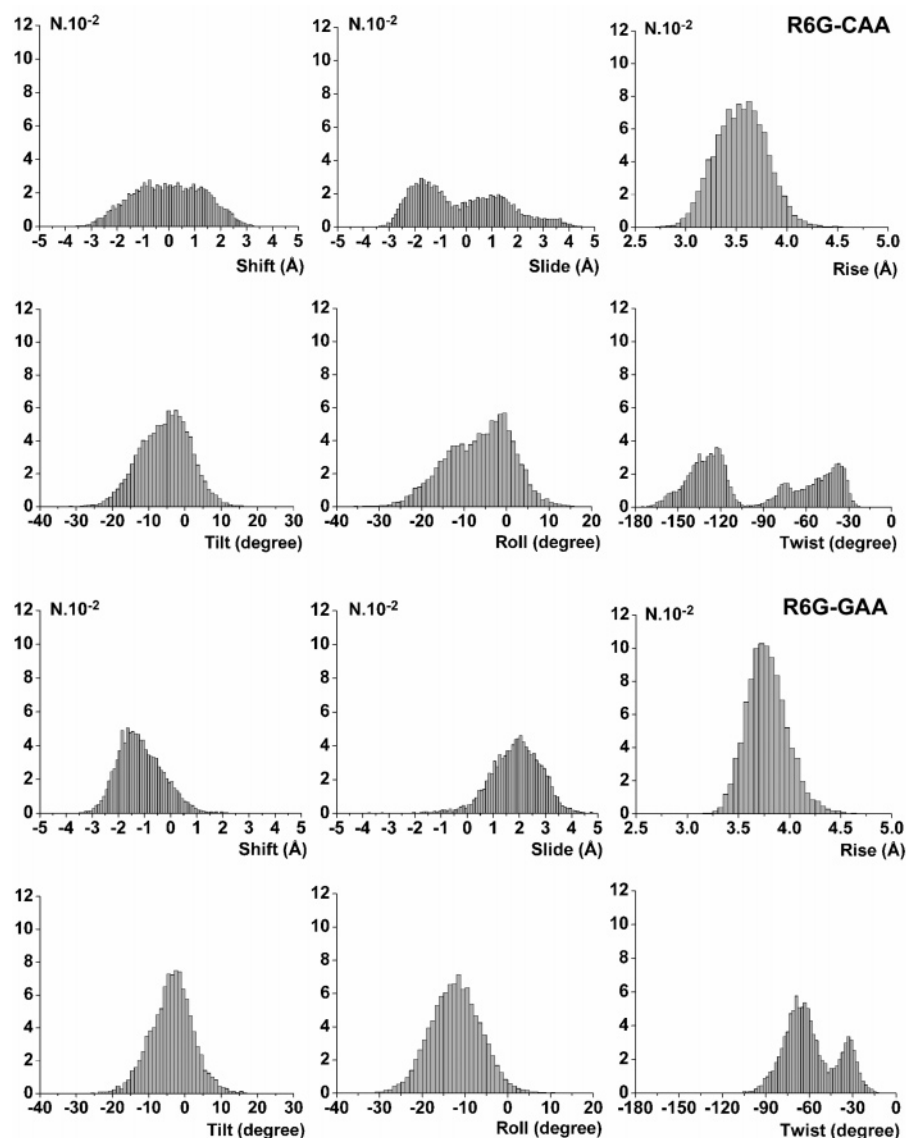 N.10-2 N.10-2 N.10-2 R6G-CAA
12 12 12
10 10 10
8 8 8
6 6 6
4 4 4
2 2 2
0 0 0
-5 -4 -3 -2 -1 0 1 2 3 4 5 -5 -4 -3 -2 -1 0 1 2 3 4 5 2.5 3.0 3.5 4.0 4.5 5.0
Shift (Å) Slide (Å) Rise (Å)
12 12 12
10 10 10
8 8 8
6 6 6
4 4 4
2 2 2
0 0 0
-40 -30 -20 -10 0 10 20 30 -40 -30 -20 -10 0 10 20 -180 -150 -120 -90 -60 -30 0
Tilt (degree) Roll (degree) Twist (degree)
N.10-2 N.10-2 N.10-2 R6G-GAA
12 12 12
10 10 10
8 8 8
6 6 6
4 4 4
2 2 2
0 0 0
-5 -4 -3 -2 -1 0 1 2 3 4 5 -5 -4 -3 -2 -1 0 1 2 3 4 5 2.5 3.0 3.5 4.0 4.5 5.0
Shift (Å) Slide (Å) Rise (Å)
12 12 12
10 10 10
8 8 8
6 6 6
4 4 4
2 2 2
0 0 0
-40 -30 -20 -10 0 10 20 30 -40 -30 -20 -10 0 10 20 -180 -150 -120 -90 -60 -30 0
Tilt (degree) Roll (degree) Twist (degree)